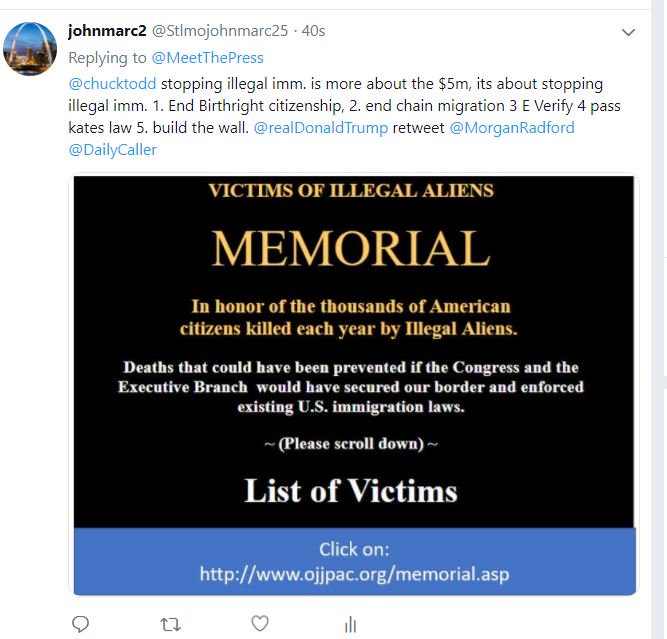 johnmarc2 @Stlmojohnmarc25 · 40s
Replying to @MeetThePress
@chucktodd stopping illegal imm. is more about the $5m, its about stopping
illegal imm. 1. End Birthright citizenship, 2. end chain migration 3 E Verify 4 pass
kates law 5. build the wall. @realDonaldTrump retweet @MorganRadford
@DailyCaller
VICTIMS OF ILLEGAL ALIENS
MEMORIAL
In honor of the thousands of American
citizens killed each year by Illegal Aliens.
Deaths that could have been prevented if the Congress and the
Executive Branch would have secured our border and enforced
existing U.S. immigration laws.
~ (Please scroll down) ~
List of Victims
Click on:
http://www.ojjpac.org/memorial.asp